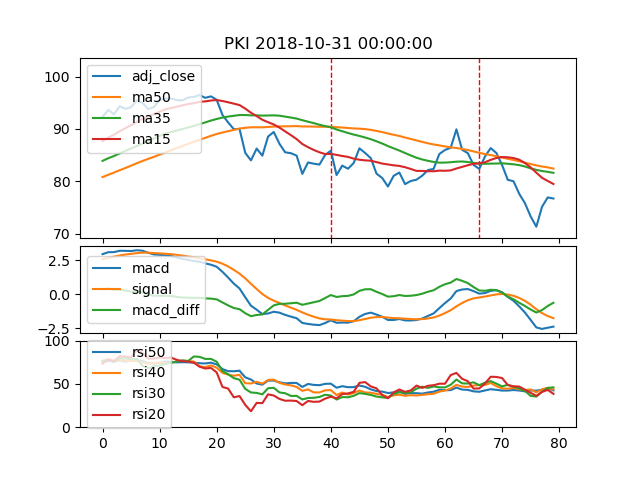 PKI 2018-10-31 00:00:00
100
90
80
70
adj_close
ma50
ma35
ma15
2.5
0.0
−2.5
macd
signal
macd_diff
100
50
0
rsi50
rsi40
rsi30
rsi20
0 10 20 30 40 50 60 70 80